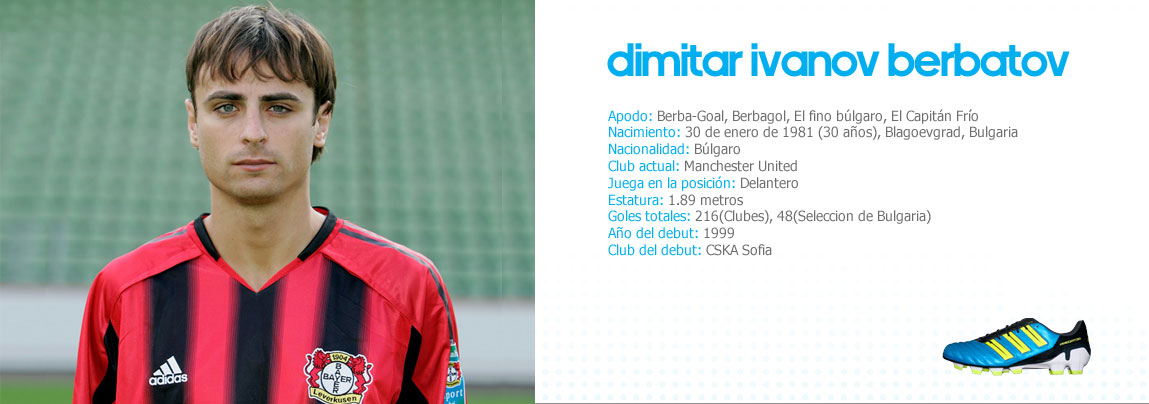 dimitar ivanov berbatov
Apodo: Berba-Goal, Berbagol, El fino búlgaro, El Capitán Frío
Nacimiento: 30 de enero de 1981 (30 años), Blagoevgrad, Bulgaria
Nacionalidad: Búlgaro
Club actual: Manchester United
Juega en la posición: Delantero
Estatura: 1.89 metros
Goles totales: 216(Clubes), 48(Seleccion de Bulgaria)
Año del debut: 1999
Club del debut: CSKA Sofia
adidas
1904
BAYER
BAYER
Leverkusen